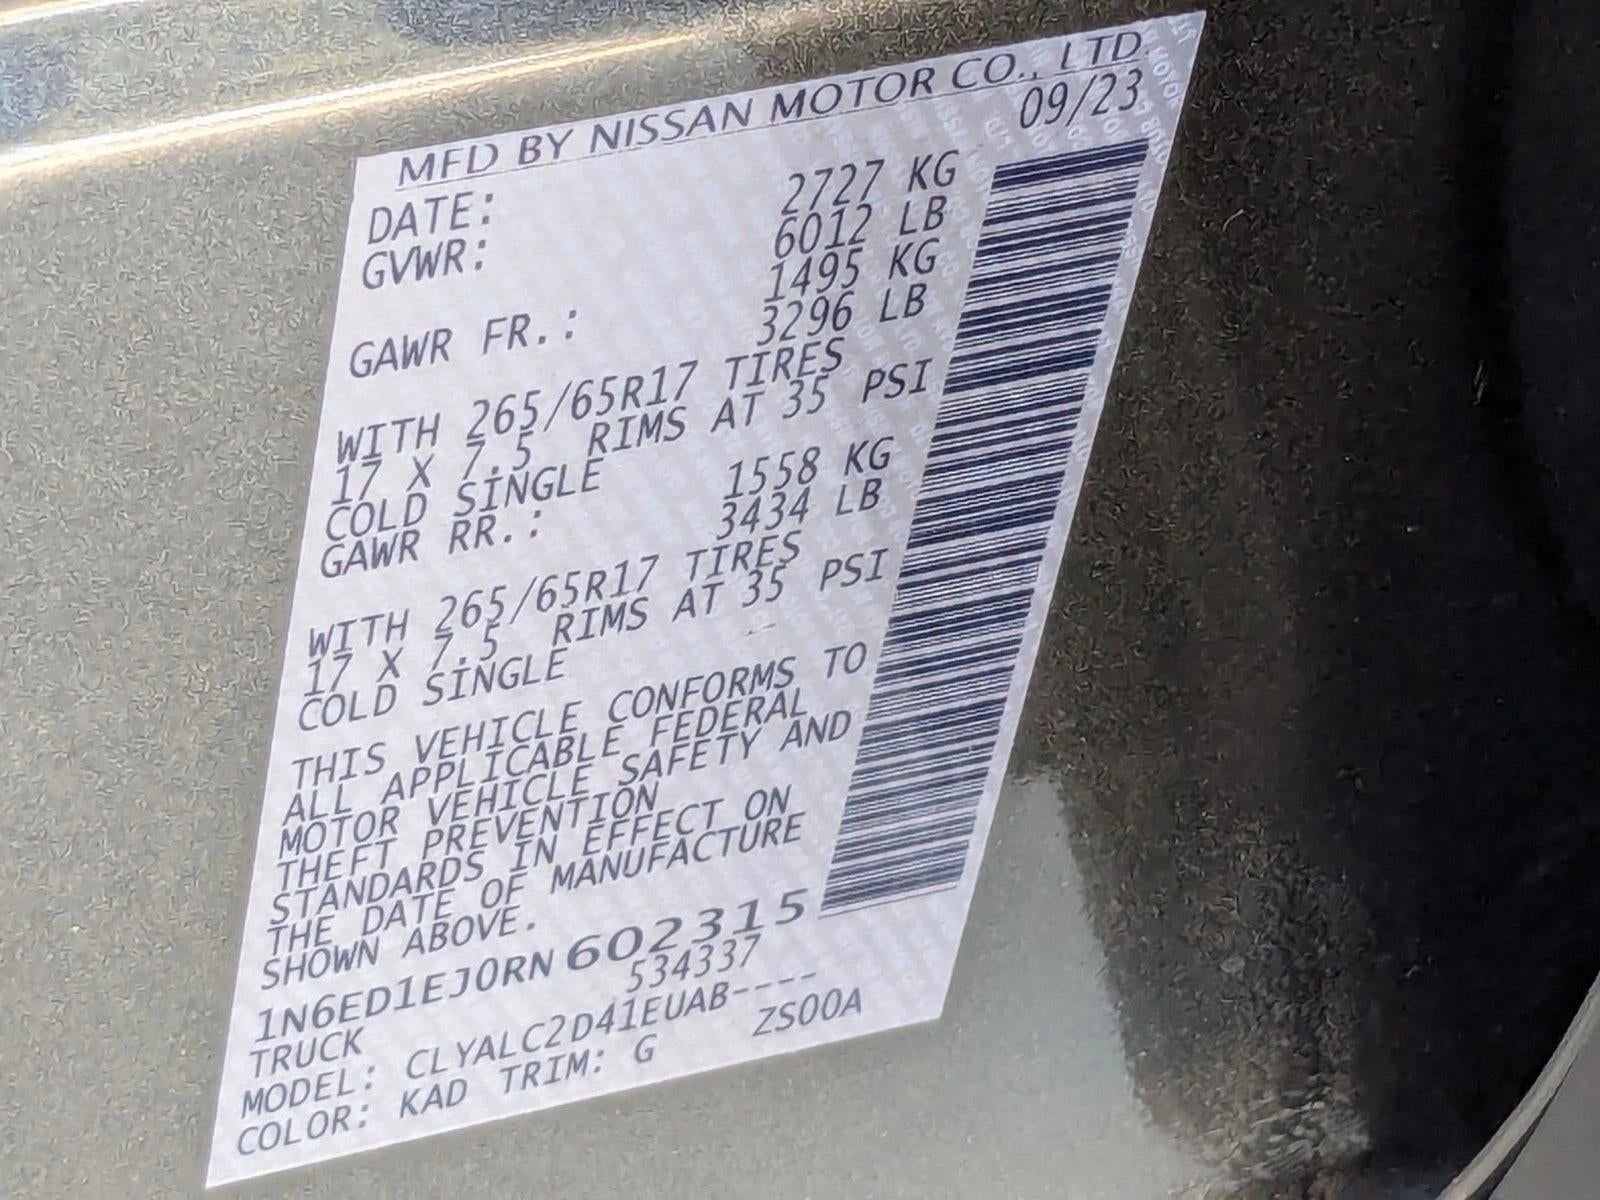 MFD BY NISSAN MOTOR CO., LTD
DATE: 09/23
GVWR: 2727 KG
6012 LB
GAWR FR.: 1495 KG
3296 LB
WITH 265/65R17 TIRES
17 X 7.5 RIMS AT 35 PSI
COLD SINGLE
GAWR RR.: 1558 KG
3434 LB
WITH 265/65R17 TIRES
17 X 7.5 RIMS AT 35 PSI
COLD SINGLE
THIS VEHICLE CONFORMS TO
ALL APPLICABLE FEDERAL
MOTOR VEHICLE SAFETY AND
THEFT PREVENTION
STANDARDS IN EFFECT ON
THE DATE OF MANUFACTURE
SHOWN ABOVE.
1N6ED1EJ0RN602315
TRUCK 534337
MODEL: CLYALC2D41EUAB----
COLOR: KAD TRIM: G ZS00A